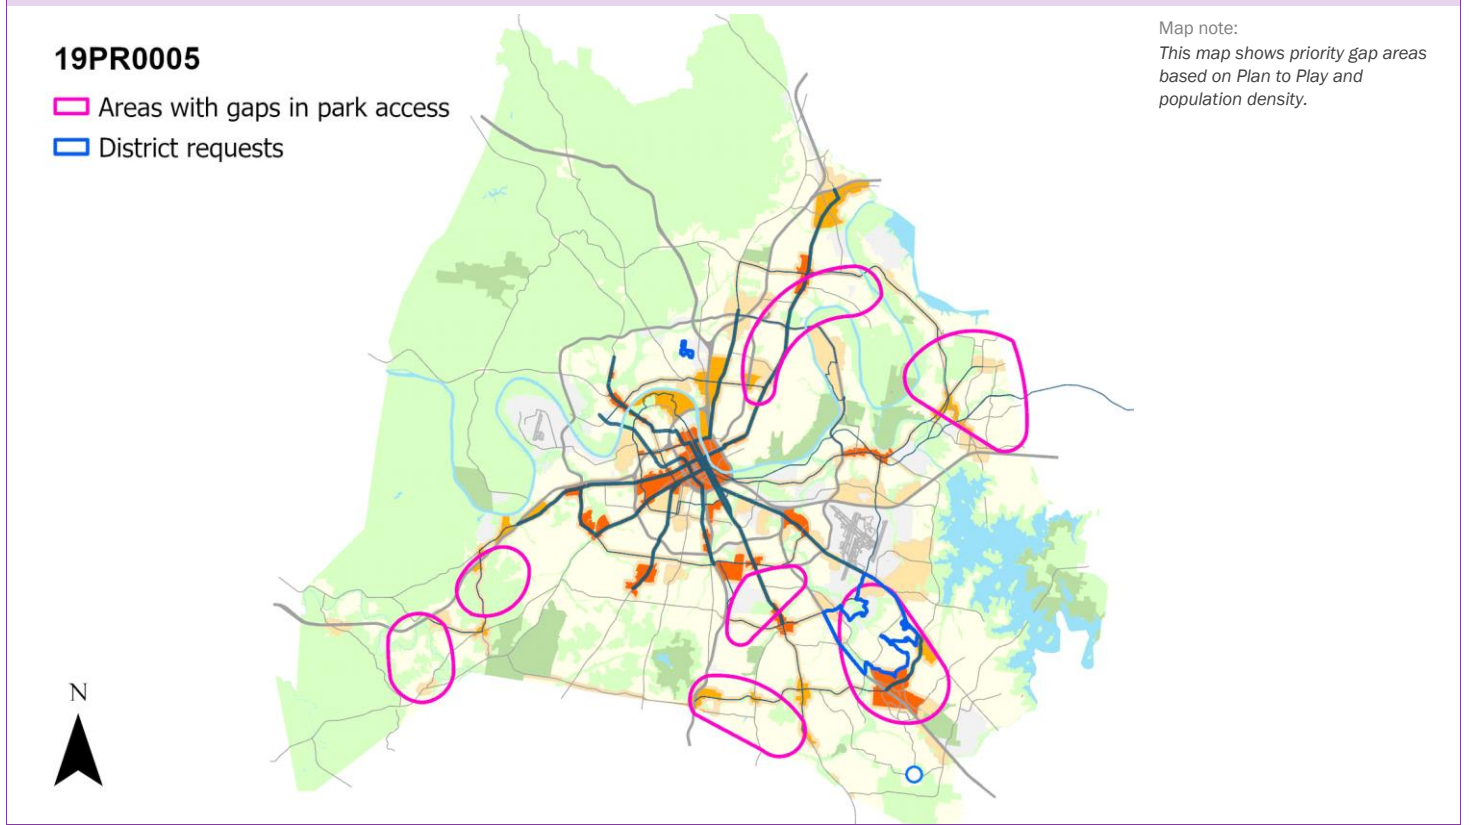 19PR0005
Areas with gaps in park access
District requests
Map note:
This map shows priority gap areas
based on Plan to Play and
population density.
N